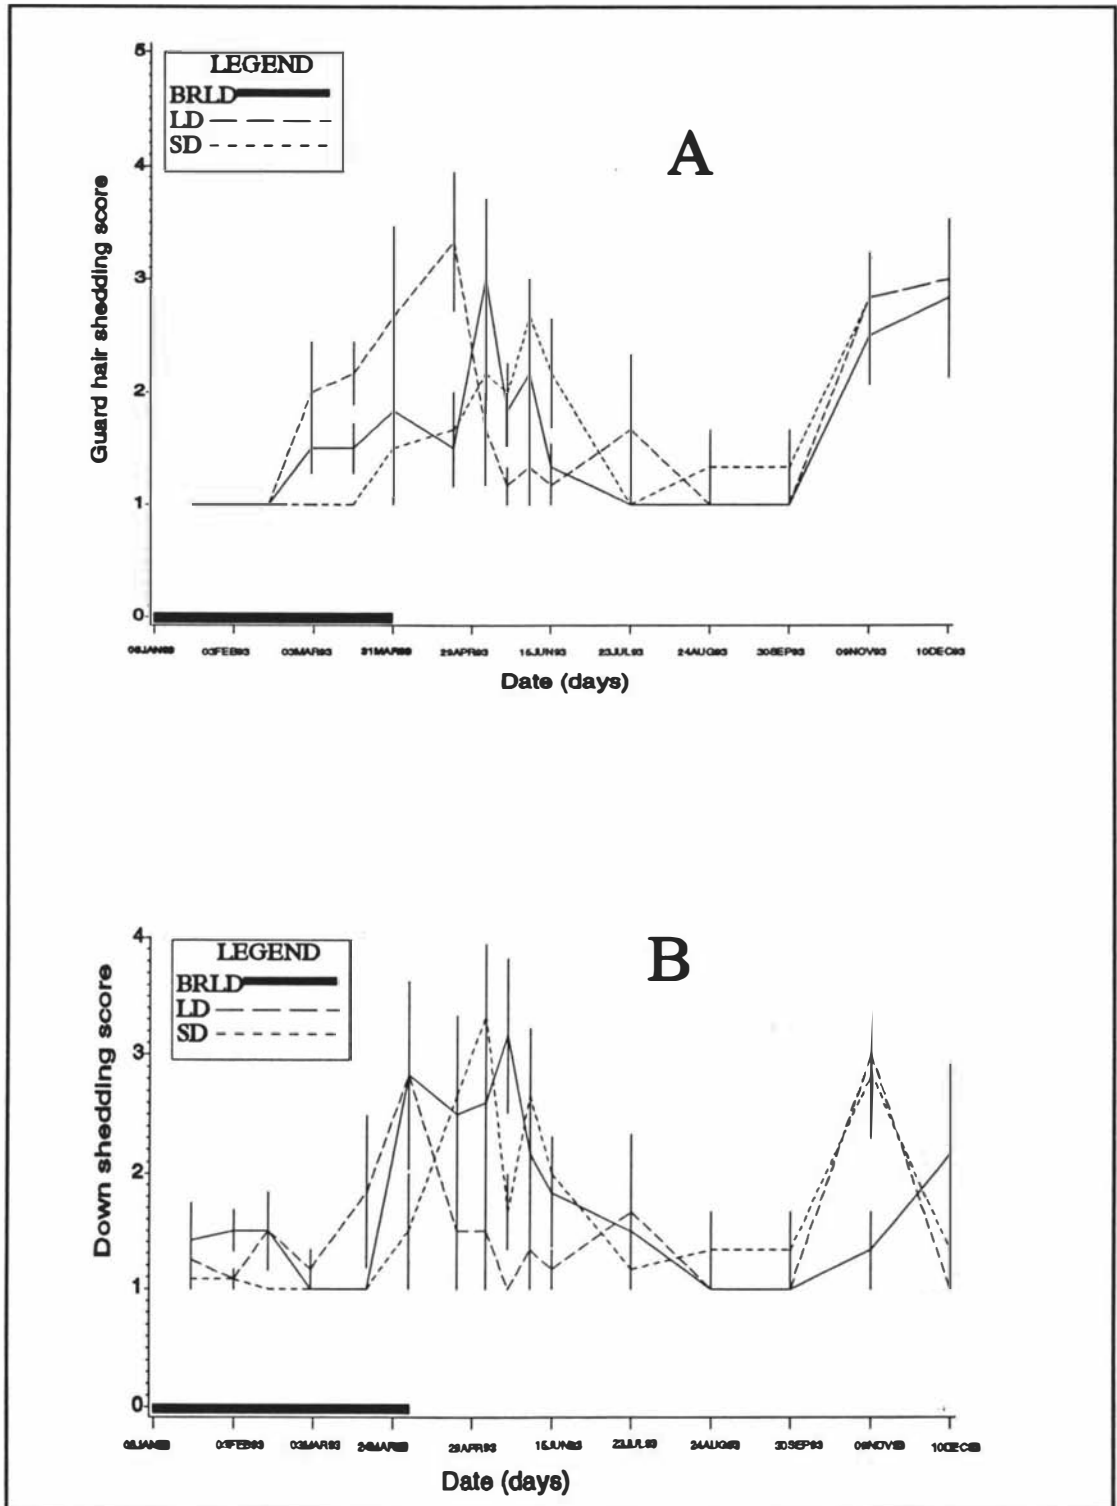 5
LEGEND
BRLD
LD
SD
A
4
3
2
1
0
Guard hair shedding score
03FEB93 03MAR93 29APR93 15JUN93 23JUL93 24AUG93 30SEP93 09NOV93 10DEC93
Date (days)
4
LEGEND
BRLD
LD
SD
B
3
2
1
0
Down shedding score
03MAR93 29APR93 15JUN93 23JUL93 24AUG93 30SEP93 09NOV93 10DEC93
Date (days)